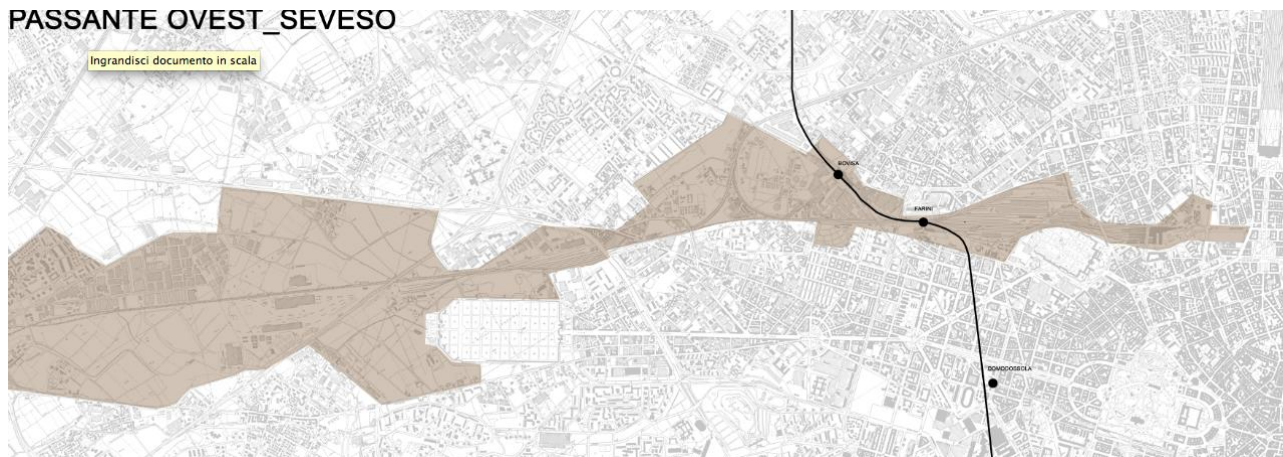 PASSANTE OVEST_SEVESO
Ingrandisci documento in scala
BOVISA
FARINI
DOMODOSSOLA